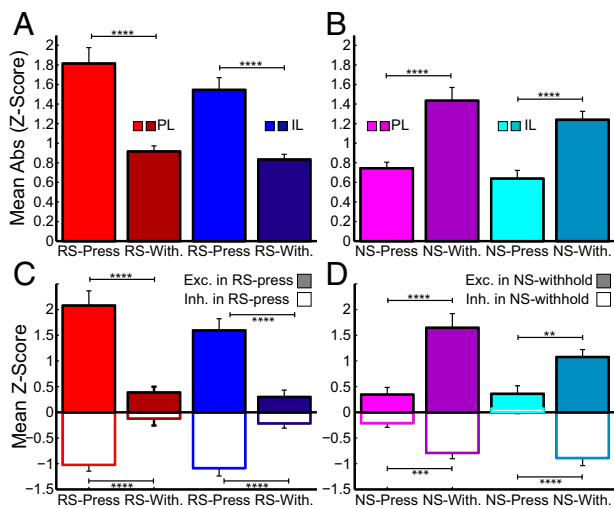 A
Mean Abs (Z-Score)
2
1.8
1.6
1.4
1.2
1
0.8
0.6
0.4
0.2
0
****
****
PL
IL
RS-Press RS-With. RS-Press RS-With.
B
2
1.8
1.6
1.4
1.2
1
0.8
0.6
0.4
0.2
0
****
****
PL
IL
NS-Press NS-With. NS-Press NS-With.
C
Mean Z-Score
2.5
2
1.5
1
0.5
0
−0.5
−1
−1.5
****
Exc. in RS-press
Inh. in RS-press
****
****
****
RS-Press RS-With. RS-Press RS-With.
D
2.5
2
1.5
1
0.5
0
−0.5
−1
−1.5
Exc. in NS-withhold
Inh. in NS-withhold
****
**
***
****
NS-Press NS-With. NS-Press NS-With.